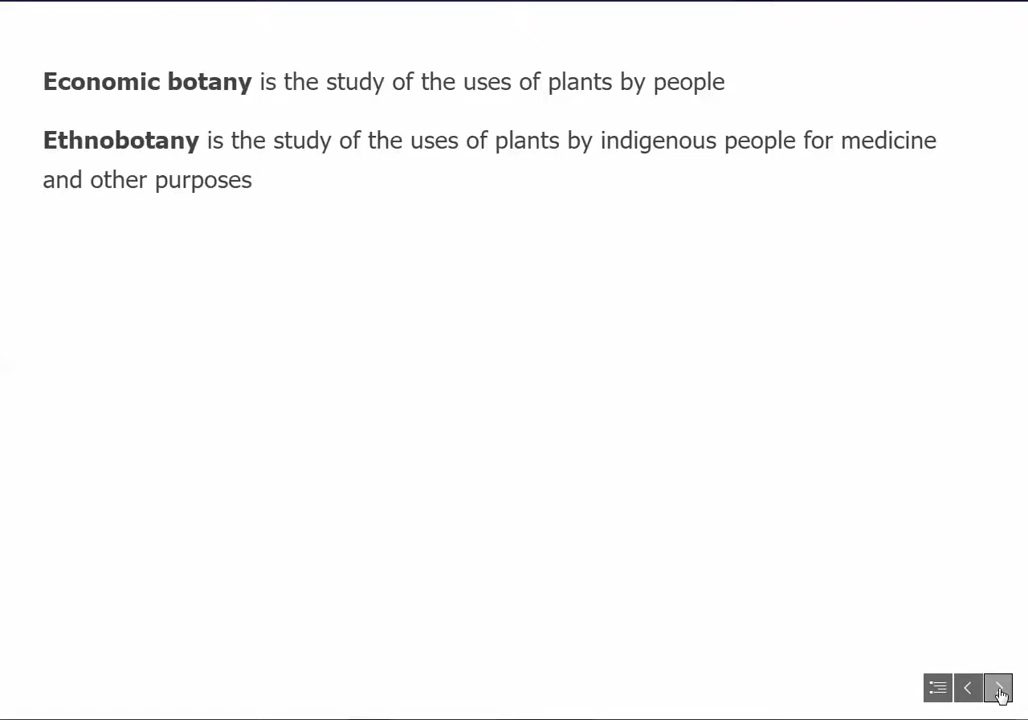 Economic botany is the study of the uses of plants by people
Ethnobotany is the study of the uses of plants by indigenous people for medicine
and other purposes